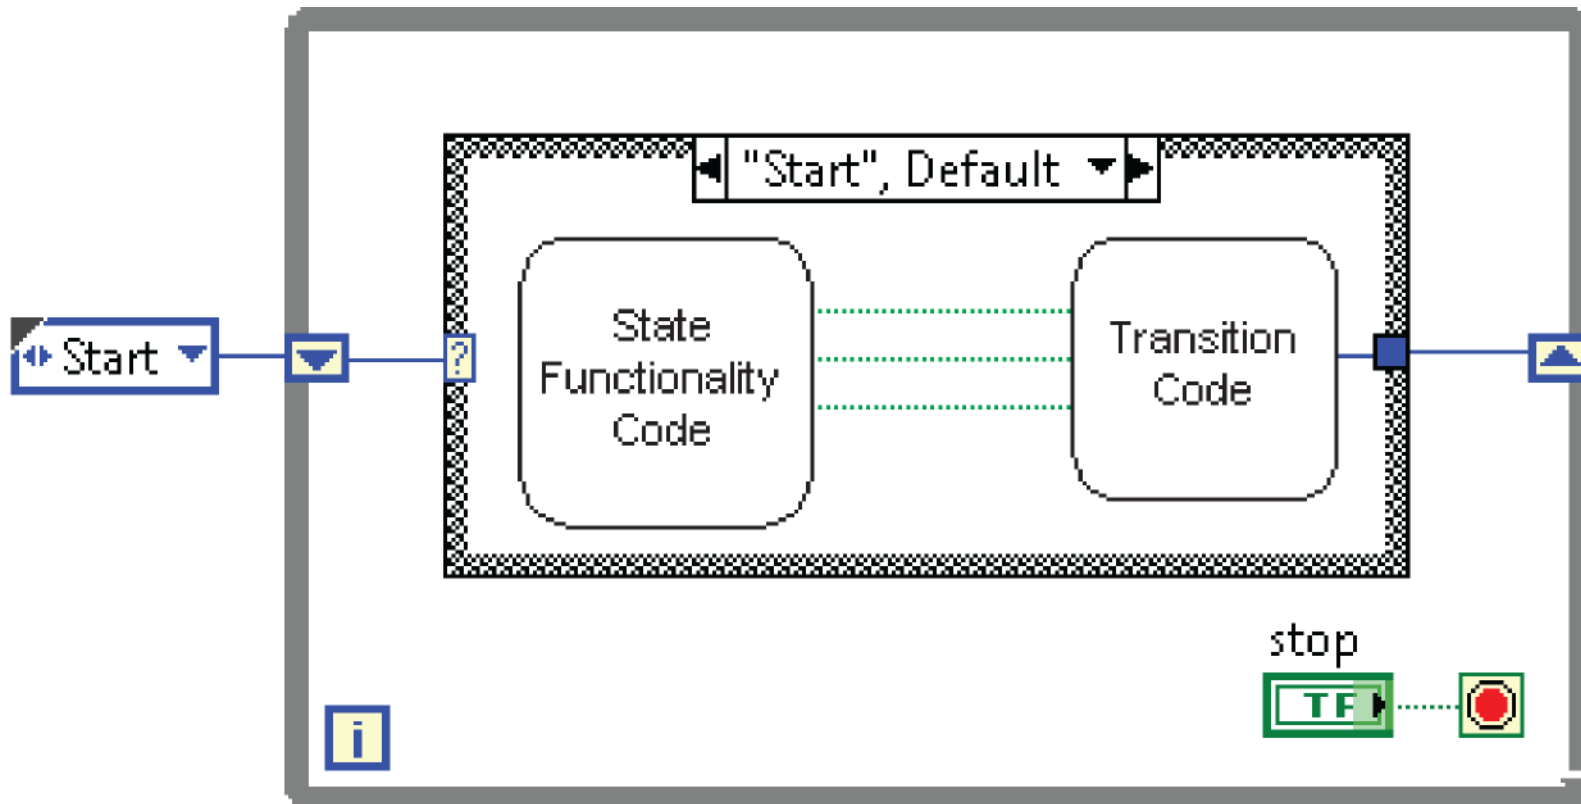 "Start", Default
Start
?
State
Functionality
Code
Transition
Code
stop
TF
i